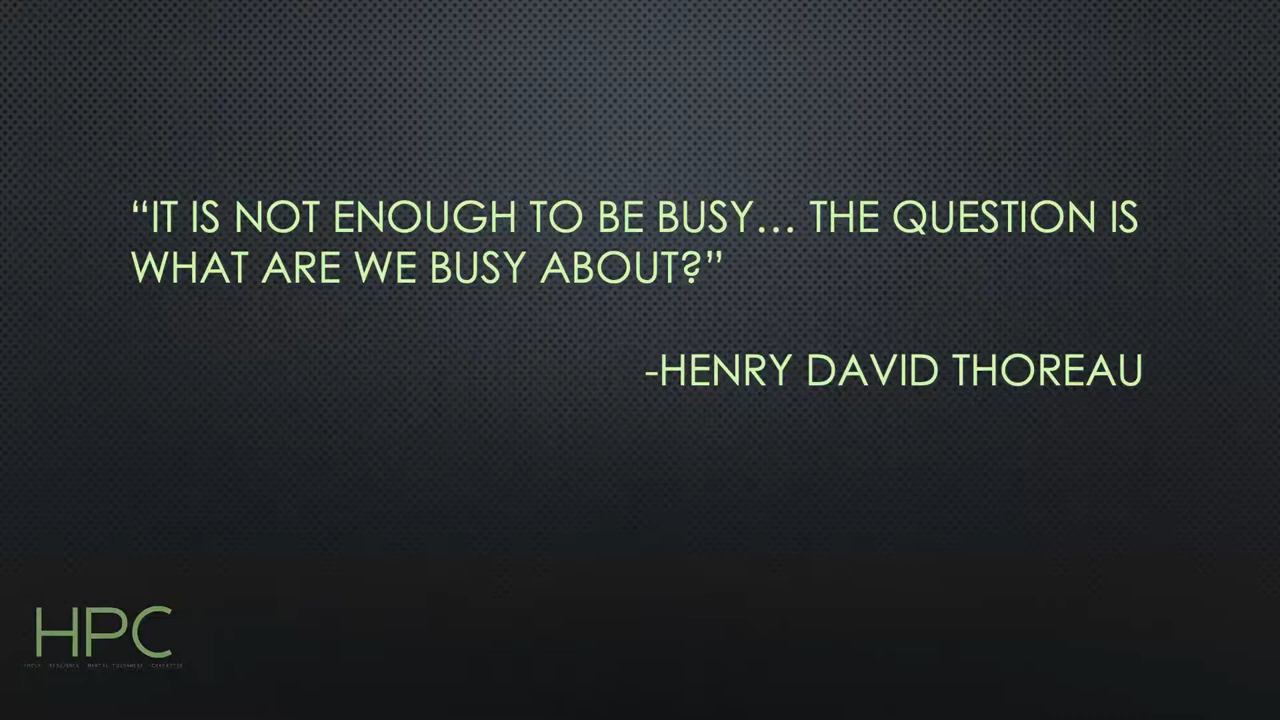 “IT IS NOT ENOUGH TO BE BUSY… THE QUESTION IS
WHAT ARE WE BUSY ABOUT?”
-HENRY DAVID THOREAU
HPC